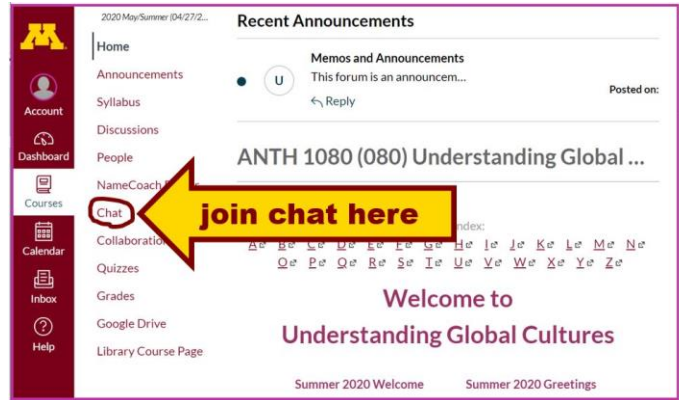 M
Account
Dashboard
Courses
Calendar
Inbox
Help
2020 May/Summer (04/27/2...
Home
Announcements
Syllabus
Discussions
People
NameCoach
Chat
Collaboration
Quizzes
Grades
Google Drive
Library Course Page
join chat here
Recent Announcements
U
Memos and Announcements
This forum is an announcem...
Reply
Posted on:
ANTH 1080 (080) Understanding Global ...
index:
A B C D E F G H I J K L M N
O P Q R S T U V W X Y Z
Welcome to
Understanding Global Cultures
Summer 2020 Welcome Summer 2020 Greetings